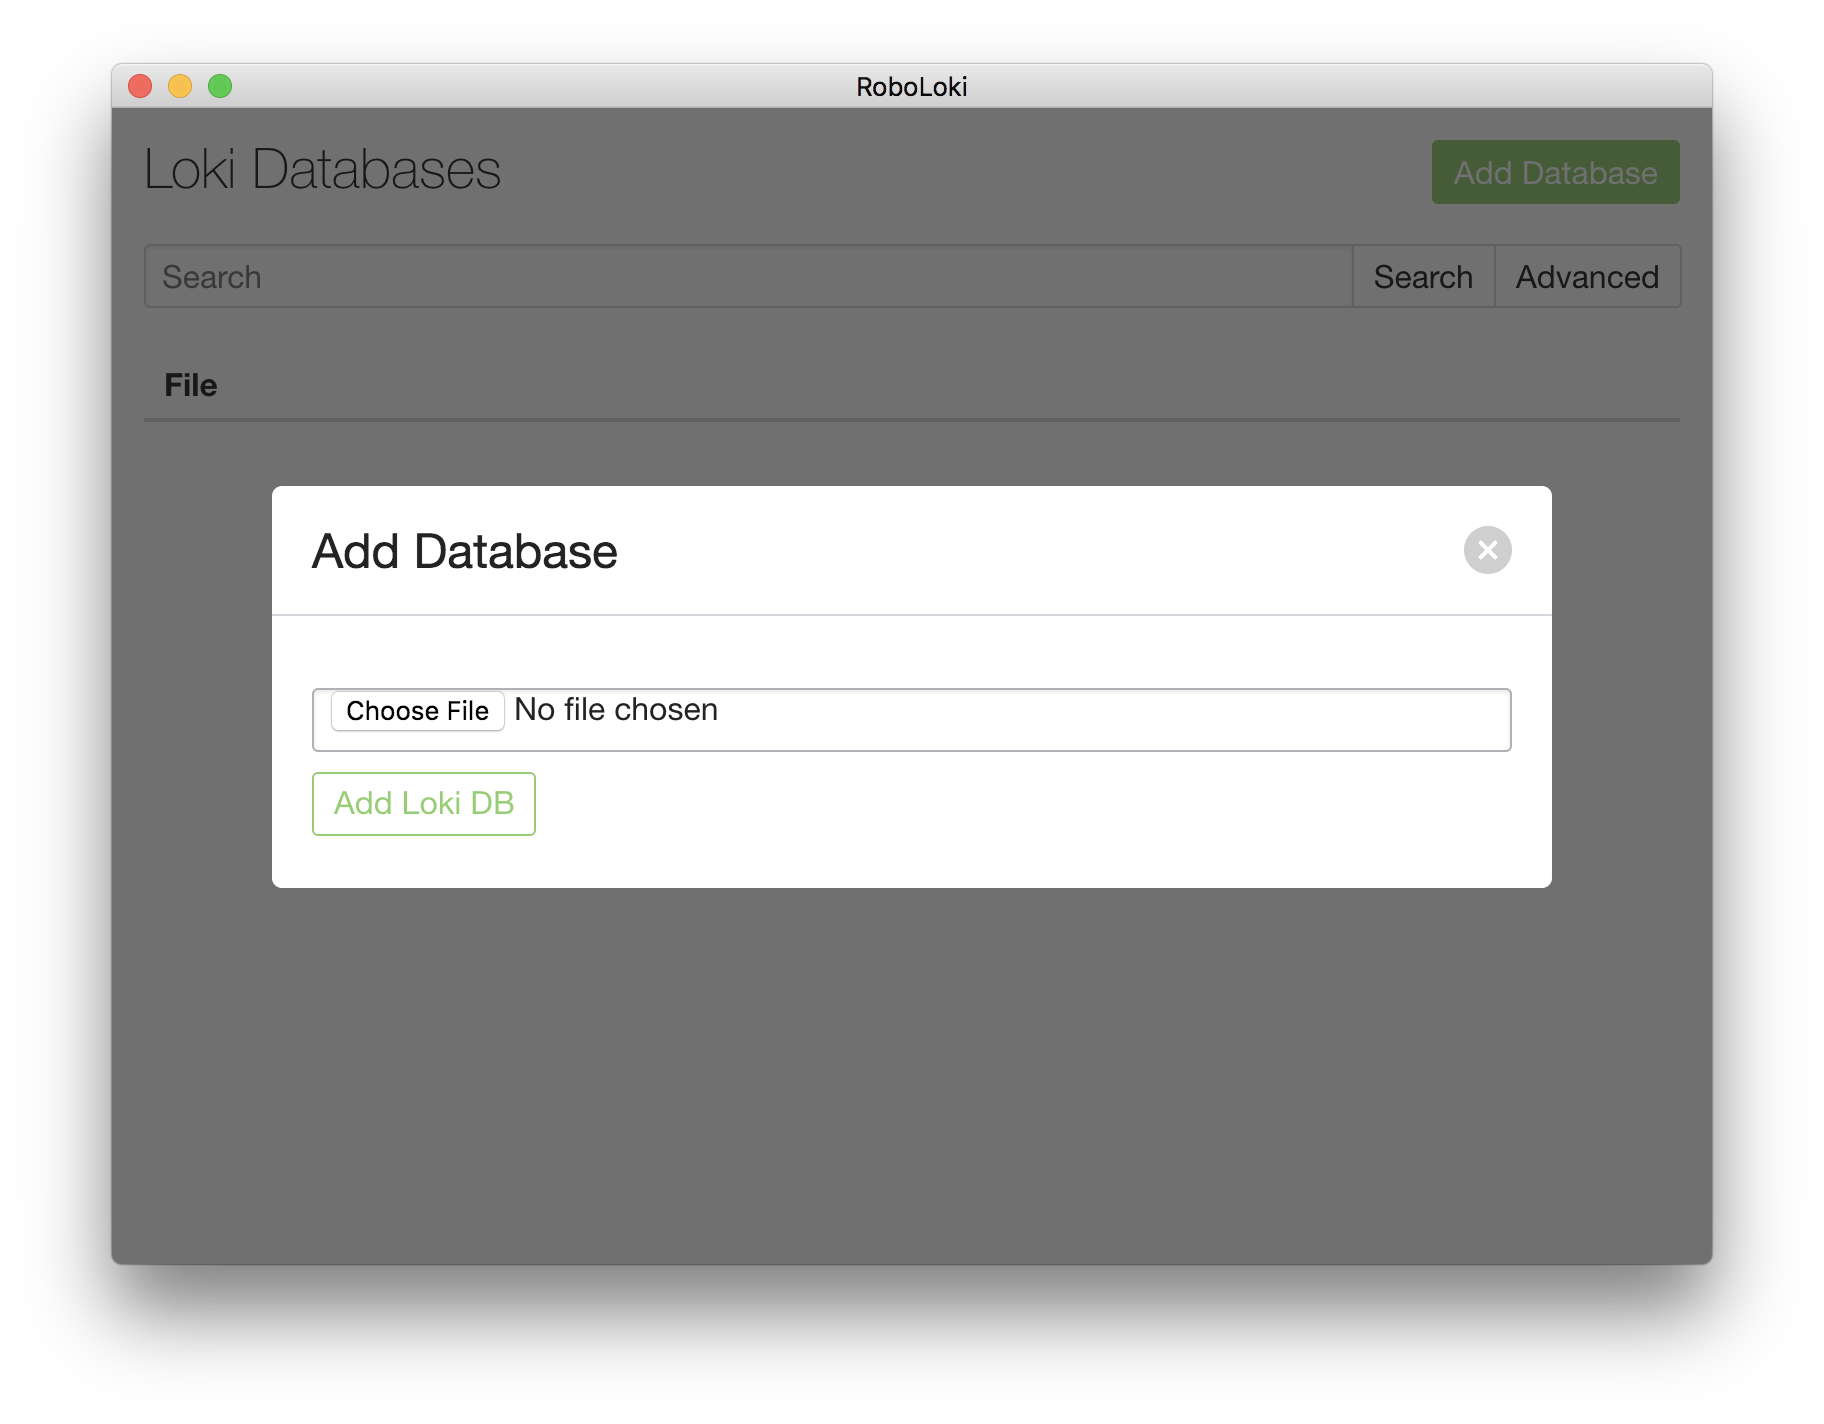 RoboLoki
Loki Databases
Add Database
Search
Search
Advanced
File
Add Database
Choose File No file chosen
Add Loki DB